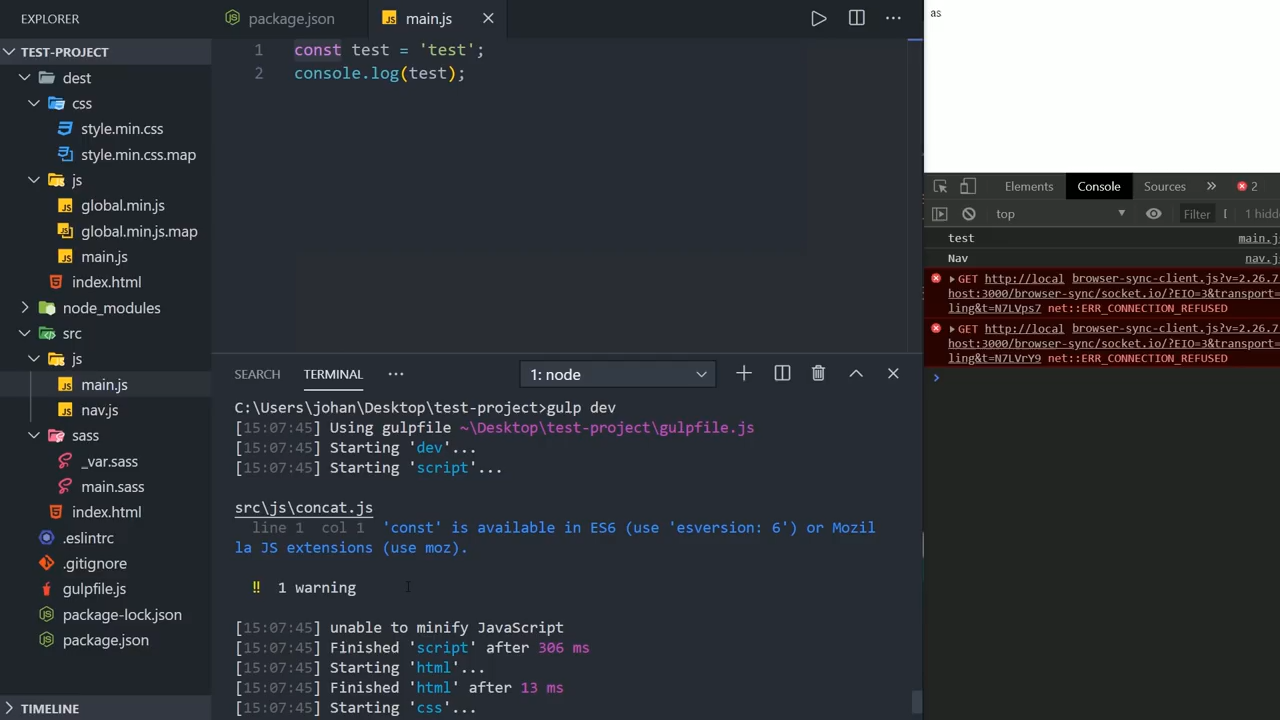 EXPLORER
TEST-PROJECT
dest
css
style.min.css
style.min.css.map
js
global.min.js
global.min.js.map
main.js
index.html
node_modules
src
js
main.js
nav.js
sass
_var.sass
main.sass
index.html
.eslintrc
.gitignore
gulpfile.js
package-lock.json
package.json
TIMELINE
package.json
main.js
1 const test = 'test';
2 console.log(test);
SEARCH TERMINAL 1: node
C:\Users\johan\Desktop\test-project>gulp dev
[15:07:45] Using gulpfile ~\Desktop\test-project\gulpfile.js
[15:07:45] Starting 'dev'...
[15:07:45] Starting 'script'...
src\js\concat.js
line 1 col 1 'const' is available in ES6 (use 'esversion: 6') or Mozil
la JS extensions (use moz).
‼ 1 warning
[15:07:45] unable to minify JavaScript
[15:07:45] Finished 'script' after 306 ms
[15:07:45] Starting 'html'...
[15:07:45] Finished 'html' after 13 ms
[15:07:45] Starting 'css'...
as
Elements Console Sources 2
top Filter 1 hidd
test main.j
Nav nav.j
GET http://local browser-sync-client.js?v=2.26.7
host:3000/browser-sync/socket.io/?EIO=3&transport=
ling&t=N7LVps7 net::ERR_CONNECTION_REFUSED
GET http://local browser-sync-client.js?v=2.26.7
host:3000/browser-sync/socket.io/?EIO=3&transport=
ling&t=N7LVrY9 net::ERR_CONNECTION_REFUSED